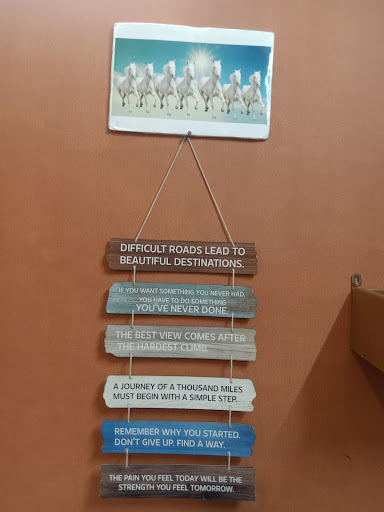 DIFFICULT ROADS LEAD TO
BEAUTIFUL DESTINATIONS.
IF YOU WANT SOMETHING YOU NEVER HAD,
YOU HAVE TO DO SOMETHING
YOU'VE NEVER DONE.
THE BEST VIEW COMES AFTER
THE HARDEST CLIMB.
A JOURNEY OF A THOUSAND MILES
MUST BEGIN WITH A SIMPLE STEP.
REMEMBER WHY YOU STARTED,
DON'T GIVE UP. FIND A WAY.
THE PAIN YOU FEEL TODAY WILL BE THE
STRENGTH YOU FEEL TOMORROW.